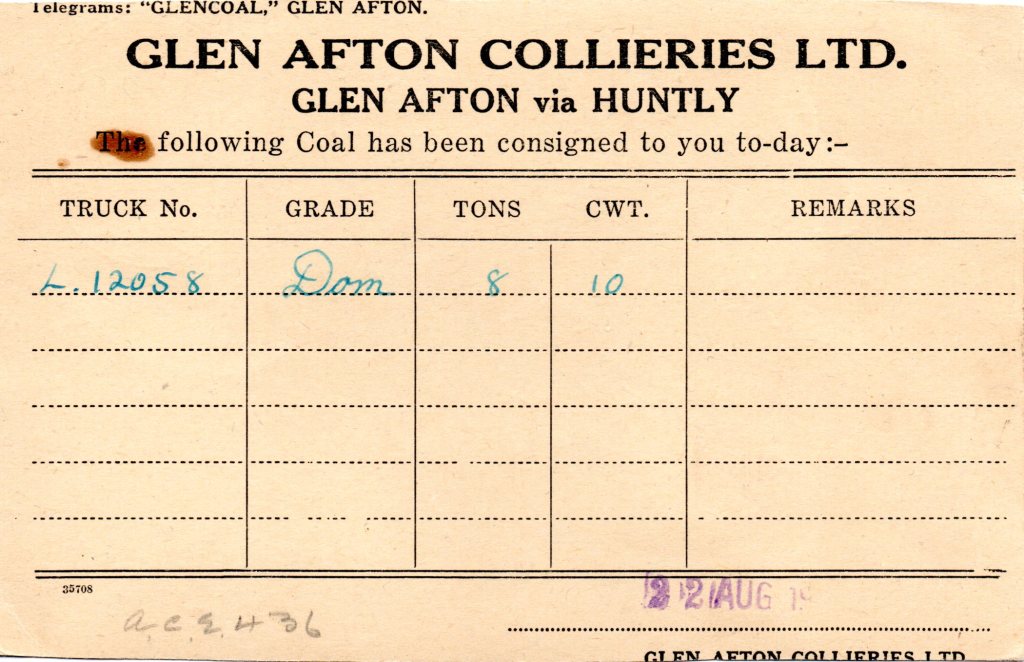 Telegrams: "GLENCOAL," GLEN AFTON.
GLEN AFTON COLLIERIES LTD.
GLEN AFTON via HUNTLY
The following Coal has been consigned to you to-day:-
TRUCK No. GRADE TONS CWT. REMARKS
L. 12058 Dom 8 10
35708
22 AUG
A.C.E. 436
GLEN AFTON COLLIERIES LTD.